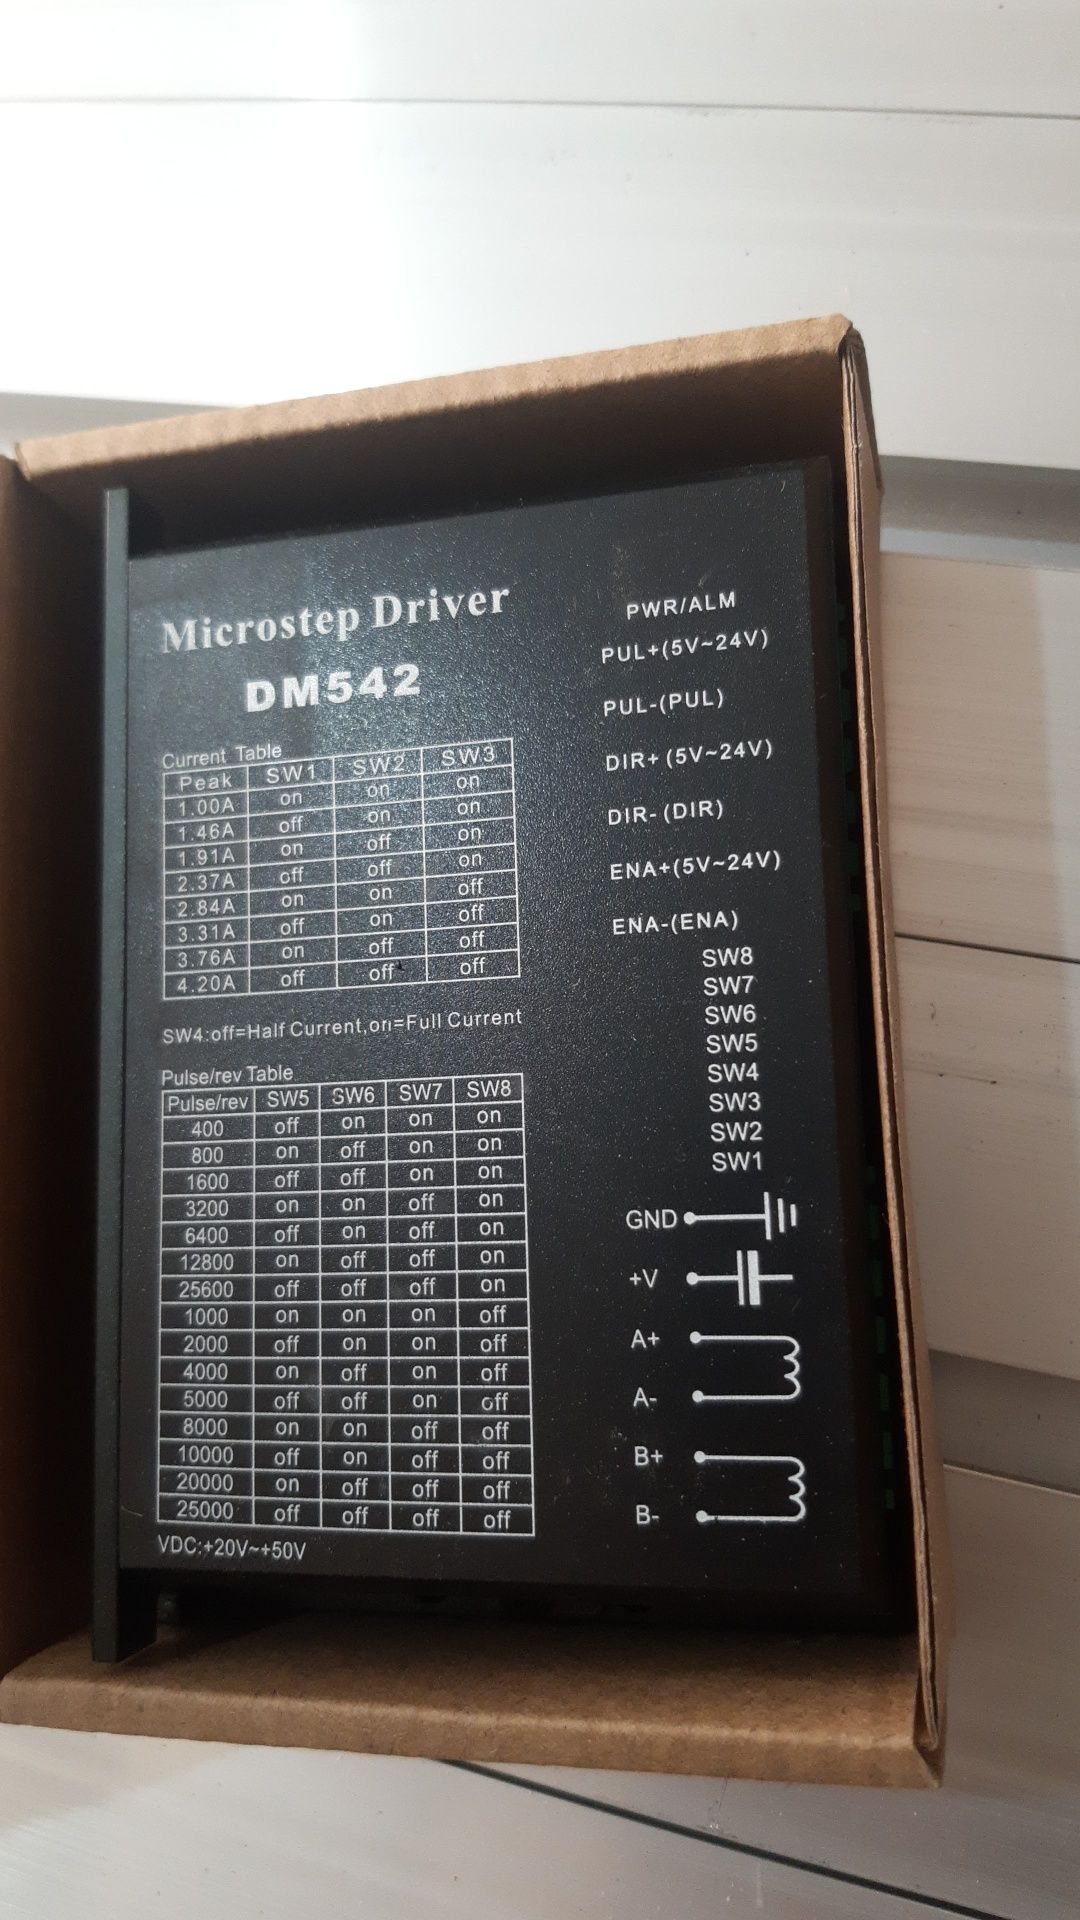 Microstep Driver
DM542
Current Table
Peak SW1 SW2 SW3
1.00A on on on
1.46A off on on
1.91A on off on
2.37A off off on
2.84A on on off
3.31A off on off
3.76A on off off
4.20A off off off
SW4:off=Half Current,on=Full Current
Pulse/rev Table
Pulse/rev SW5 SW6 SW7 SW8
400 off on on on
800 on off on on
1600 off off on on
3200 on on off on
6400 off on off on
12800 on off off on
25600 off off off on
1000 on on on off
2000 off on on off
4000 on off on off
5000 off off on off
8000 on on off off
10000 off on off off
20000 on off off off
25000 off off off off
VDC:+20V~+50V
PWR/ALM
PUL+(5V~24V)
PUL-(PUL)
DIR+(5V~24V)
DIR-(DIR)
ENA+(5V~24V)
ENA-(ENA)
SW8
SW7
SW6
SW5
SW4
SW3
SW2
SW1
GND
+V
A+
A-
B+
B-